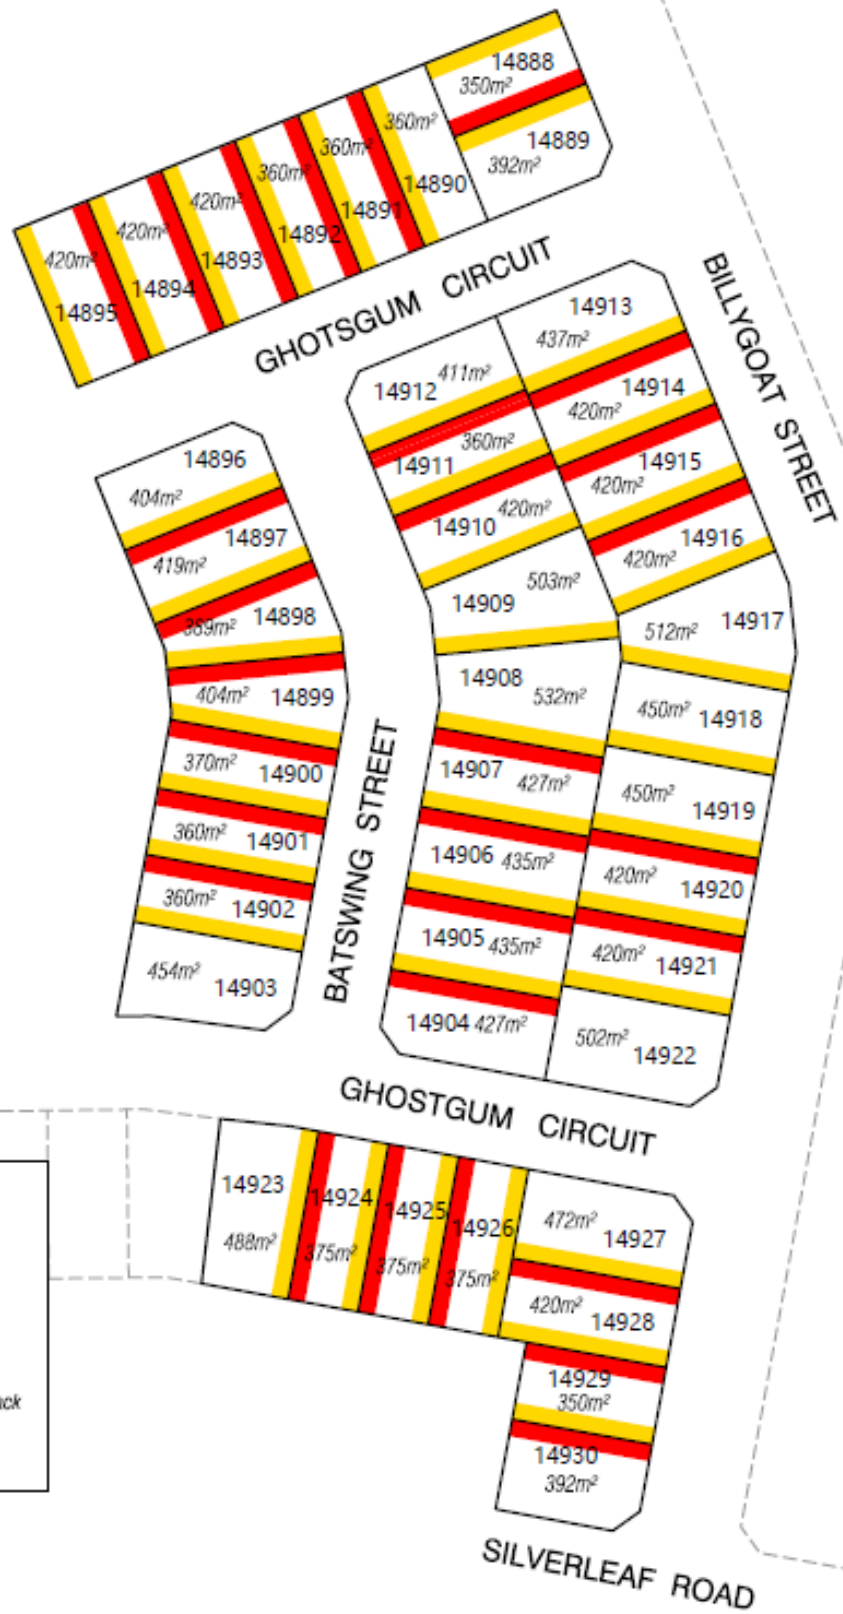 14888
350m²
14889
392m²
360m²
14890
360m²
14891
360m²
14892
420m²
14893
420m²
14894
420m²
14895
GHOTSGUM CIRCUIT
BILLYGOAT STREET
14913
437m²
14912 411m²
14914
420m²
360m²
14911
14915
420m²
420m²
14910
14916
420m²
503m²
14909
14917
512m²
14908
532m²
14918
450m²
14907
427m²
14919
450m²
14906 435m²
420m²
14920
14905 435m²
420m²
14921
14904 427m²
502m²
14922
14896
404m²
14897
419m²
14898
389m²
404m²
14899
370m²
14900
360m²
14901
360m²
14902
454m²
14903
BATSWING STREET
GHOSTGUM CIRCUIT
14923
488m²
14924
375m²
14925
375m²
14926
375m²
472m²
14927
420m²
14928
14929
350m²
14930
392m²
SILVERLEAF ROAD